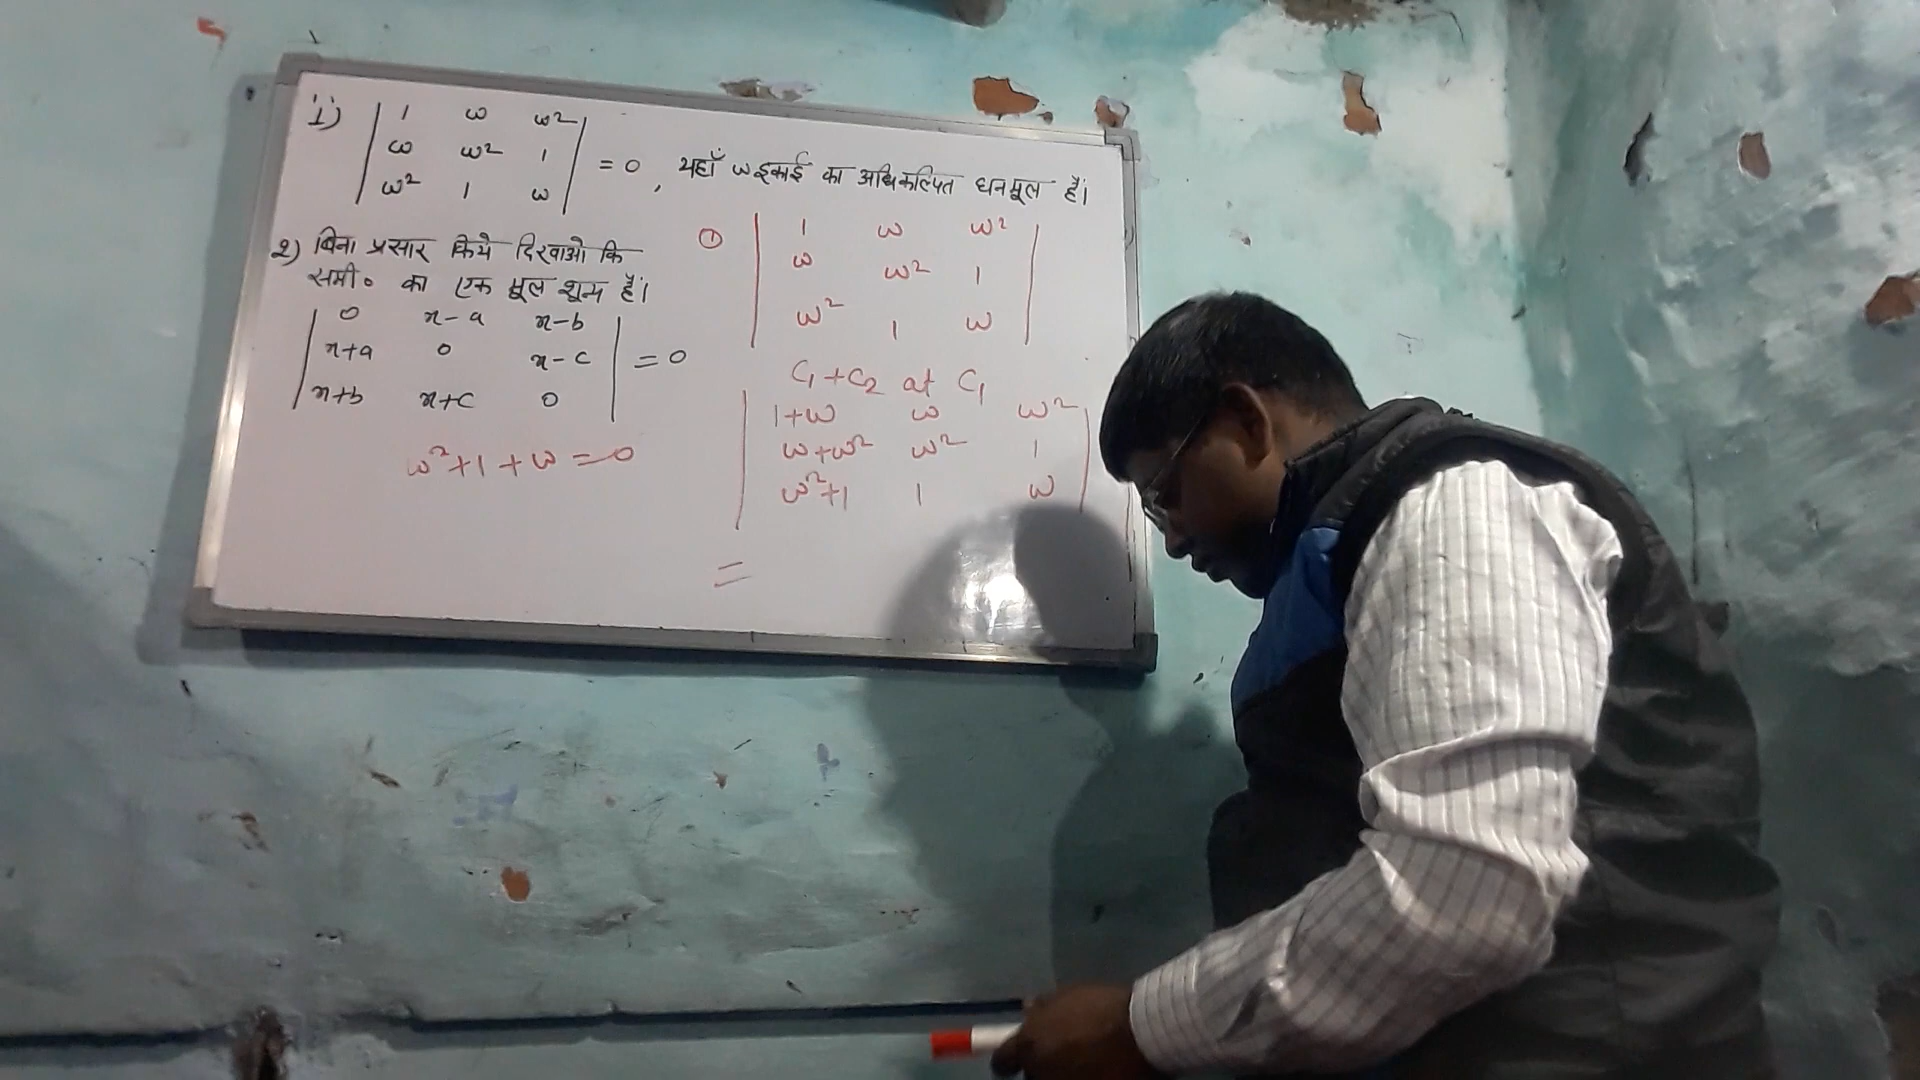 1) | 1 ω ω² |
| ω ω² 1 | = 0, यहाँ ω इकाई का अधिकल्पित घनमूल हैं।
| ω² 1 ω |
2) बिना प्रसार किये दिखाओ कि
समी० का एक मूल शून्य हैं।
| 0 x-a x-b |
| x+a 0 x-c | = 0
| x+b x+c 0 |
ω²+1+ω=0
① | 1 ω ω² |
| ω ω² 1 |
| ω² 1 ω |
C₁+C₂ at C₁
| 1+ω ω ω² |
| ω+ω² ω² 1 |
| ω²+1 1 ω |
=